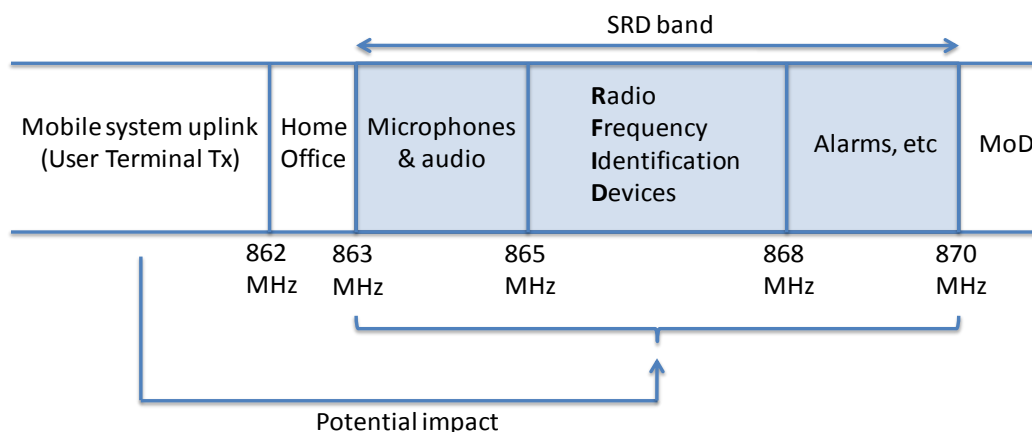 SRD band
Mobile system uplink
(User Terminal Tx)
Home
Office
Microphones
& audio
Radio
Frequency
Identification
Devices
Alarms, etc
MoD
862
MHz
863
MHz
865
MHz
868
MHz
870
MHz
Potential impact